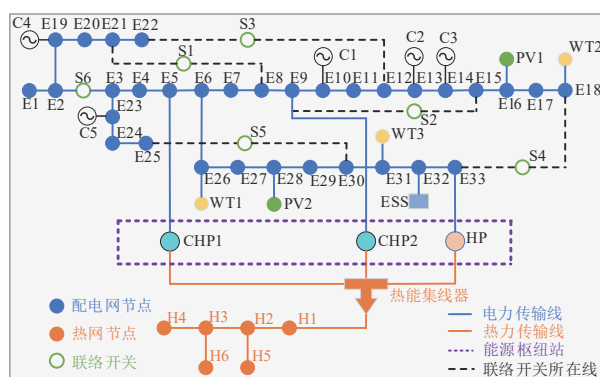 C4 E19 E20 E21 E22 S3 C2 C3
S1 C1 PV1 WT2
S6 E3 E4 E5 E6 E7 E8 E9 E10 E11 E12 E13 E14 E15
E1 E2 E16 E17 E18
E23 S2
C5 E24 WT3
E25 S5 S4
E26 E27 E28 E29 E30 E31 E32 E33
WT1 PV2 ESS
CHP1 CHP2 HP
热能集线器
配电网节点 H4 H3 H2 H1 电力传输线
热网节点 热力传输线
联络开关 H6 H5 能源枢纽站
联络开关所在线